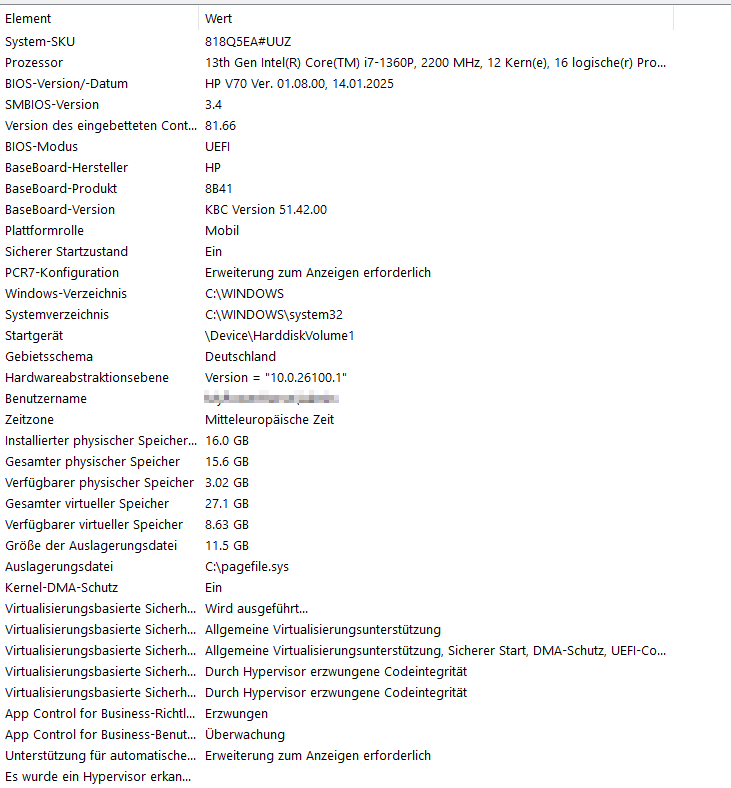 Element Wert
System-SKU 818Q5EA#UUZ
Prozessor 13th Gen Intel(R) Core(TM) i7-1360P, 2200 MHz, 12 Kern(e), 16 logische(r) Pro...
BIOS-Version/-Datum HP V70 Ver. 01.08.00, 14.01.2025
SMBIOS-Version 3.4
Version des eingebetteten Cont... 81.66
BIOS-Modus UEFI
BaseBoard-Hersteller HP
BaseBoard-Produkt 8B41
BaseBoard-Version KBC Version 51.42.00
Plattformrolle Mobil
Sicherer Startzustand Ein
PCR7-Konfiguration Erweiterung zum Anzeigen erforderlich
Windows-Verzeichnis C:\WINDOWS
Systemverzeichnis C:\WINDOWS\system32
Startgerät \Device\HarddiskVolume1
Gebietsschema Deutschland
Hardwareabstraktionsebene Version = "10.0.26100.1"
Benutzername
Zeitzone Mitteleuropäische Zeit
Installierter physischer Speicher... 16.0 GB
Gesamter physischer Speicher 15.6 GB
Verfügbarer physischer Speicher 3.02 GB
Gesamter virtueller Speicher 27.1 GB
Verfügbarer virtueller Speicher 8.63 GB
Größe der Auslagerungsdatei 11.5 GB
Auslagerungsdatei C:\pagefile.sys
Kernel-DMA-Schutz Ein
Virtualisierungsbasierte Sicherh... Wird ausgeführt...
Virtualisierungsbasierte Sicherh... Allgemeine Virtualisierungsunterstützung
Virtualisierungsbasierte Sicherh... Allgemeine Virtualisierungsunterstützung, Sicherer Start, DMA-Schutz, UEFI-Co...
Virtualisierungsbasierte Sicherh... Durch Hypervisor erzwungene Codeintegrität
Virtualisierungsbasierte Sicherh... Durch Hypervisor erzwungene Codeintegrität
App Control for Business-Richtl... Erzwungen
App Control for Business-Benut... Überwachung
Unterstützung für automatische... Erweiterung zum Anzeigen erforderlich
Es wurde ein Hypervisor erkan...